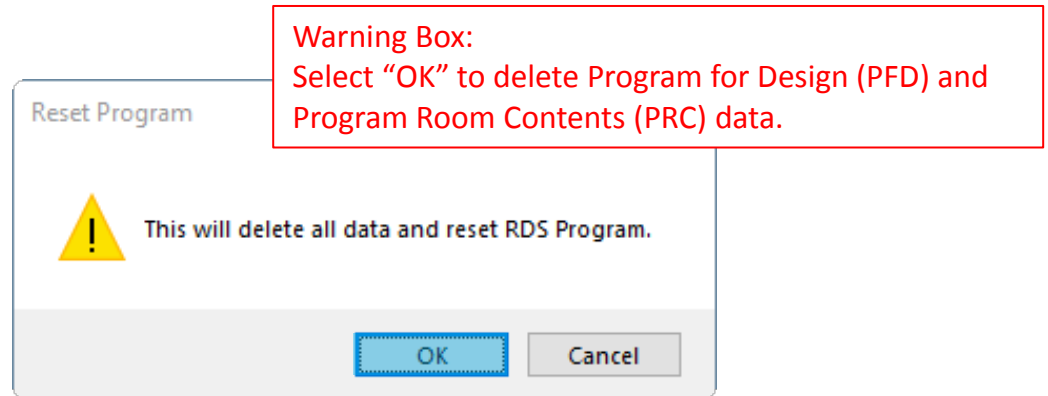 Warning Box:
Select “OK” to delete Program for Design (PFD) and
Program Room Contents (PRC) data.
Reset Program
This will delete all data and reset RDS Program.
OK
Cancel